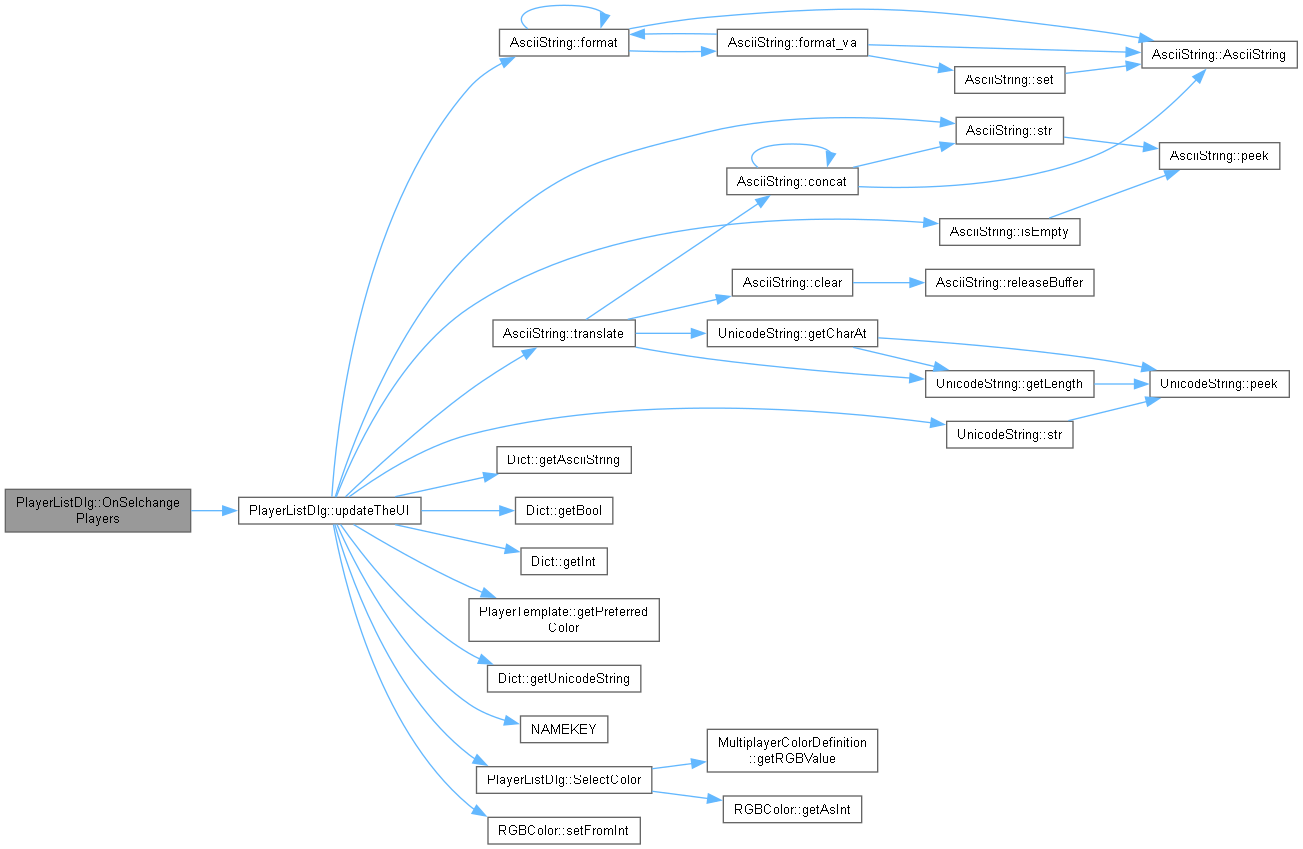 AsciiString::format
AsciiString::format_va
AsciiString::AsciiString
AsciiString::set
AsciiString::str
AsciiString::peek
AsciiString::concat
AsciiString::isEmpty
AsciiString::clear
AsciiString::releaseBuffer
AsciiString::translate
UnicodeString::getCharAt
UnicodeString::getLength
UnicodeString::peek
UnicodeString::str
Dict::getAsciiString
PlayerListDlg::OnSelchange
Players
PlayerListDlg::updateTheUI
Dict::getBool
Dict::getInt
PlayerTemplate::getPreferred
Color
Dict::getUnicodeString
NAMEKEY
MultiplayerColorDefinition
::getRGBValue
PlayerListDlg::SelectColor
RGBColor::getAsInt
RGBColor::setFromInt